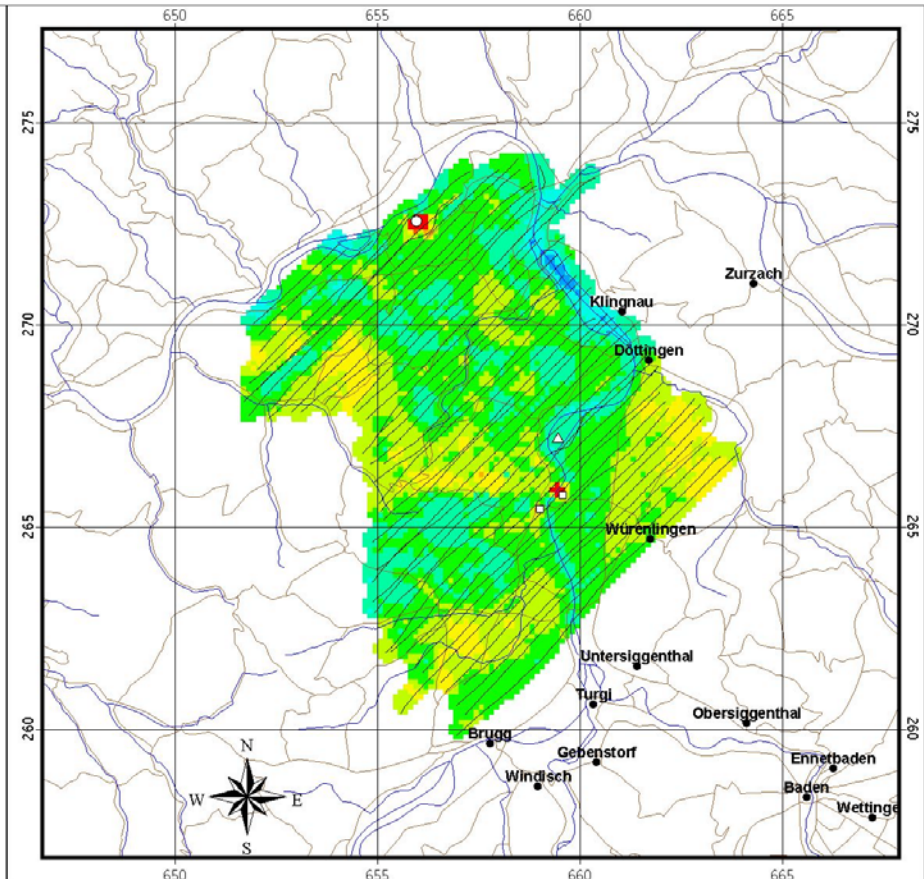 650 655 660 665
275 275
Zurzach
Klingnau
270 270
Döttingen
265 265
Würenlingen
Untersiggenthal
Turgi
Obersiggenthal
260 260
Brugg
Gebenstorf
N
Ennetbaden
Windisch
Baden
W E
Wettinge
S
650 655 660 665